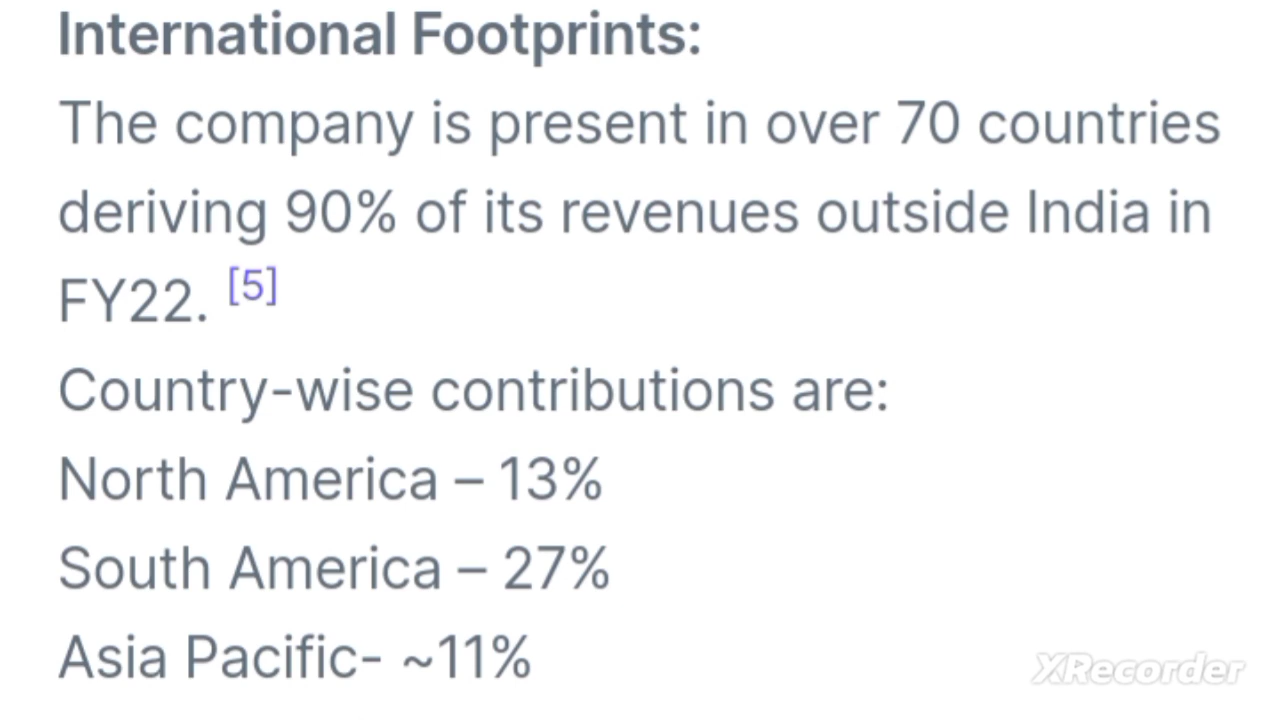 International Footprints:
The company is present in over 70 countries
deriving 90% of its revenues outside India in
FY22. [5]
Country-wise contributions are:
North America – 13%
South America – 27%
Asia Pacific- ~11%
XRecorder